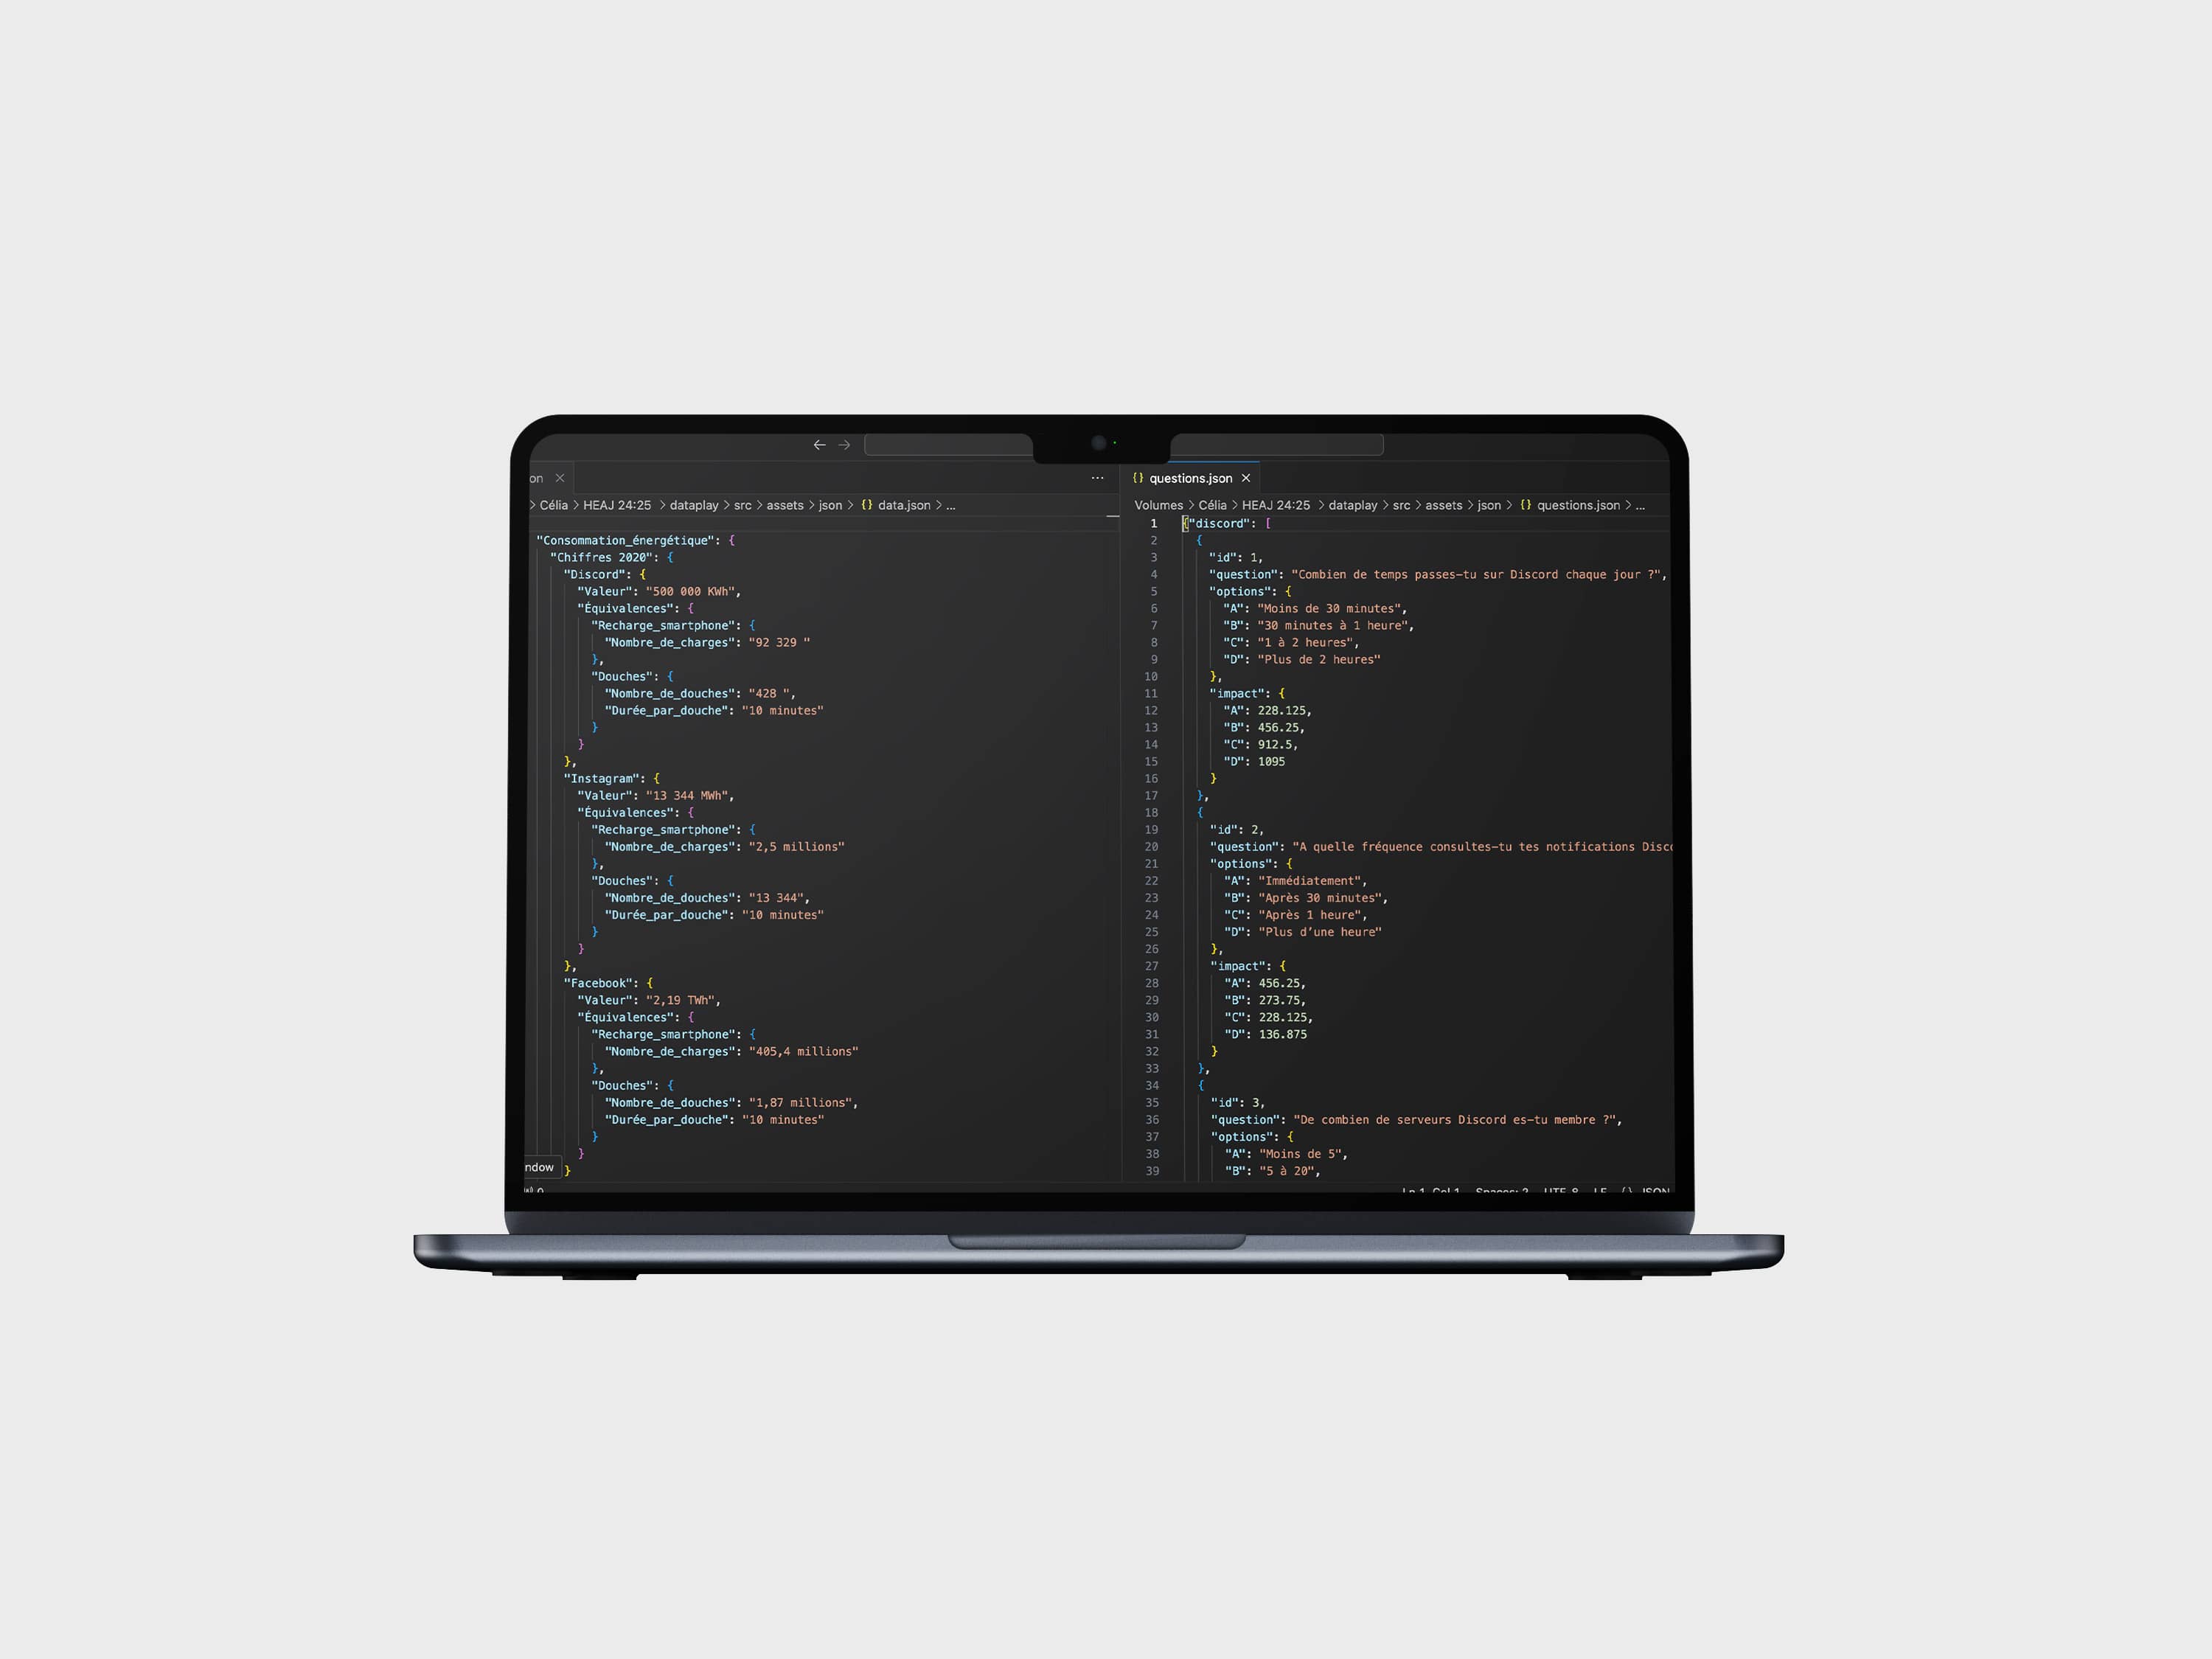 on
> Célia > HEAJ 24:25 > dataplay > src > assets > json > {} data.json > ...
"Consommation_énergétique": {
"Chiffres 2020": {
"Discord": {
"Valeur": "500 000 KWh",
"Équivalences": {
"Recharge_smartphone": {
"Nombre_de_charges": "92 329 "
},
"Douches": {
"Nombre_de_douches": "428 ",
"Durée_par_douche": "10 minutes"
}
}
},
"Instagram": {
"Valeur": "13 344 MWh",
"Équivalences": {
"Recharge_smartphone": {
"Nombre_de_charges": "2,5 millions"
},
"Douches": {
"Nombre_de_douches": "13 344",
"Durée_par_douche": "10 minutes"
}
}
},
"Facebook": {
"Valeur": "2,19 TWh",
"Équivalences": {
"Recharge_smartphone": {
"Nombre_de_charges": "405,4 millions"
},
"Douches": {
"Nombre_de_douches": "1,87 millions",
"Durée_par_douche": "10 minutes"
}
}
}
ndow
{} questions.json
Volumes > Célia > HEAJ 24:25 > dataplay > src > assets > json > {} questions.json > ...
1 {"discord": [
2 {
3 "id": 1,
4 "question": "Combien de temps passes-tu sur Discord chaque jour ?",
5 "options": {
6 "A": "Moins de 30 minutes",
7 "B": "30 minutes à 1 heure",
8 "C": "1 à 2 heures",
9 "D": "Plus de 2 heures"
10 },
11 "impact": {
12 "A": 228.125,
13 "B": 456.25,
14 "C": 912.5,
15 "D": 1095
16 }
17 },
18 {
19 "id": 2,
20 "question": "A quelle fréquence consultes-tu tes notifications Disc
21 "options": {
22 "A": "Immédiatement",
23 "B": "Après 30 minutes",
24 "C": "Après 1 heure",
25 "D": "Plus d’une heure"
26 },
27 "impact": {
28 "A": 456.25,
29 "B": 273.75,
30 "C": 228.125,
31 "D": 136.875
32 }
33 },
34 {
35 "id": 3,
36 "question": "De combien de serveurs Discord es-tu membre ?",
37 "options": {
38 "A": "Moins de 5",
39 "B": "5 à 20",
Ln 1, Col 1 Spaces: 2 UTF-8 LF {} JSON